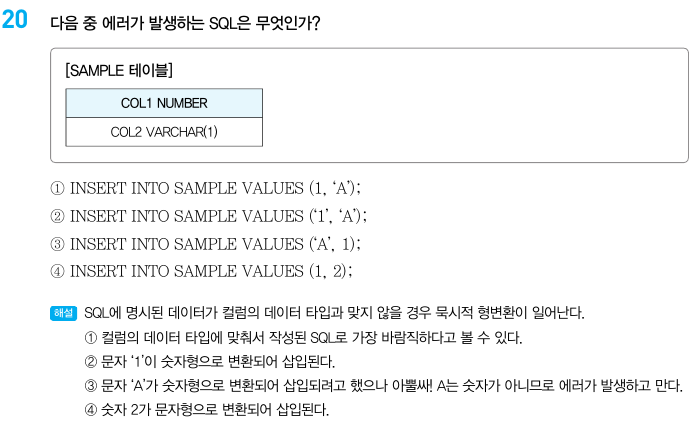 20 다음 중 에러가 발생하는 SQL은 무엇인가?
[SAMPLE 테이블]
COL1 NUMBER
COL2 VARCHAR(1)
① INSERT INTO SAMPLE VALUES (1, ‘A’);
② INSERT INTO SAMPLE VALUES (‘1’, ‘A’);
③ INSERT INTO SAMPLE VALUES (‘A’, 1);
④ INSERT INTO SAMPLE VALUES (1, 2);
해설 SQL에 명시된 데이터가 컬럼의 데이터 타입과 맞지 않을 경우 묵시적 형변환이 일어난다.
① 컬럼의 데이터 타입에 맞춰서 작성된 SQL로 가장 바람직하다고 볼 수 있다.
② 문자 ‘1’이 숫자형으로 변환되어 삽입된다.
③ 문자 ‘A’가 숫자형으로 변환되어 삽입되려고 했으나 아뿔싸! A는 숫자가 아니므로 에러가 발생하고 만다.
④ 숫자 2가 문자형으로 변환되어 삽입된다.